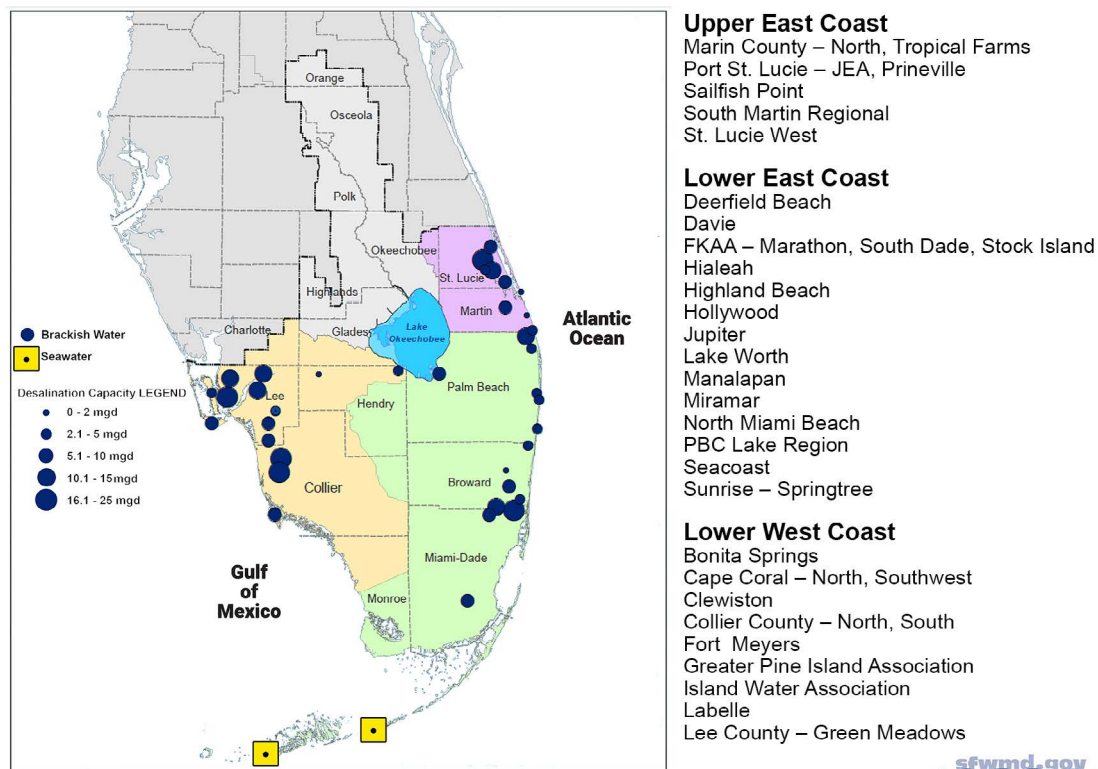 Orange
Osceola
Polk
Okeechobee
St. Lucie
Highlands
Martin
Charlotte
Glades
Lake
Okeechobee
Atlantic
Ocean
Brackish Water
Seawater
Desalination Capacity LEGEND
0 - 2 mgd
2.1 - 5 mgd
5.1 - 10 mgd
10.1 - 15mgd
16.1 - 25 mgd
Lee
Hendry
Palm Beach
Collier
Broward
Miami-Dade
Monroe
Gulf
of
Mexico
Upper East Coast
Marin County – North, Tropical Farms
Port St. Lucie – JEA, Prineville
Sailfish Point
South Martin Regional
St. Lucie West
Lower East Coast
Deerfield Beach
Davie
FKAA – Marathon, South Dade, Stock Island
Hialeah
Highland Beach
Hollywood
Jupiter
Lake Worth
Manalapan
Miramar
North Miami Beach
PBC Lake Region
Seacoast
Sunrise – Springtree
Lower West Coast
Bonita Springs
Cape Coral – North, Southwest
Clewiston
Collier County – North, South
Fort  Meyers
Greater Pine Island Association
Island Water Association
Labelle
Lee County – Green Meadows
sfwmd.gov